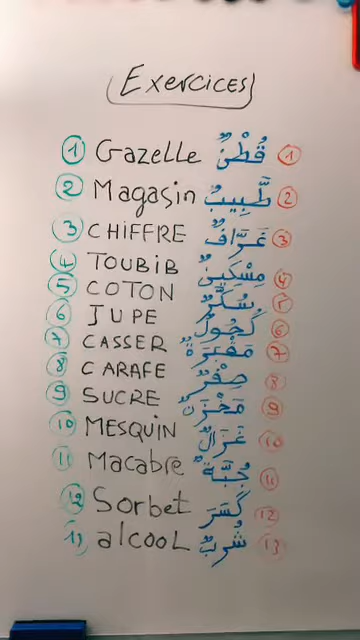 Exercices
1 Gazelle قُطْنٌ 1
2 Magasin طَّبِيبٌ 2
3 CHIFFRE غَرَّافٌ 3
4 TOUBIB مِسْكِينٌ 4
5 COTON سُكَّرٌ 5
6 JUPE كُحُولٌ 6
7 CASSER مَقْبَرَةٌ 7
8 CARAFE صِفْرٌ 8
9 SUCRE مَخْزَنٌ 9
10 MESQUIN غَزَالٌ 10
11 Macabre جُبَّةٌ 11
12 Sorbet كَسَرَ 12
13 alcooL شُربٌ 13